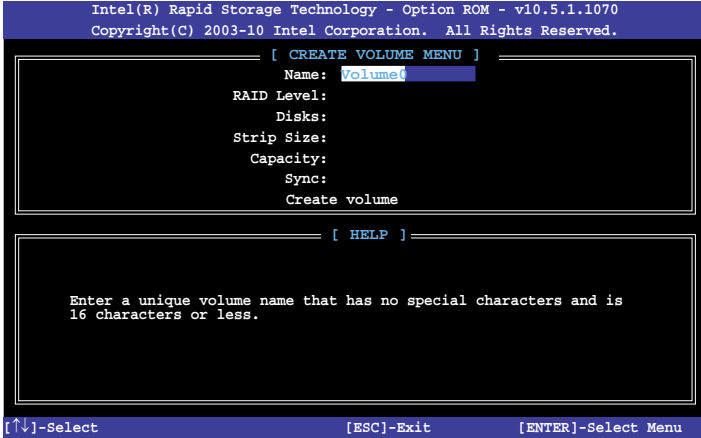 Intel(R) Rapid Storage Technology - Option ROM - v10.5.1.1070
Copyright(C) 2003-10 Intel Corporation.  All Rights Reserved.
[ CREATE VOLUME MENU ]
Name: Volume0
RAID Level:
Disks:
Strip Size:
Capacity:
Sync:
Create volume
[ HELP ]
Enter a unique volume name that has no special characters and is
16 characters or less.
[↑↓]-Select [ESC]-Exit [ENTER]-Select Menu